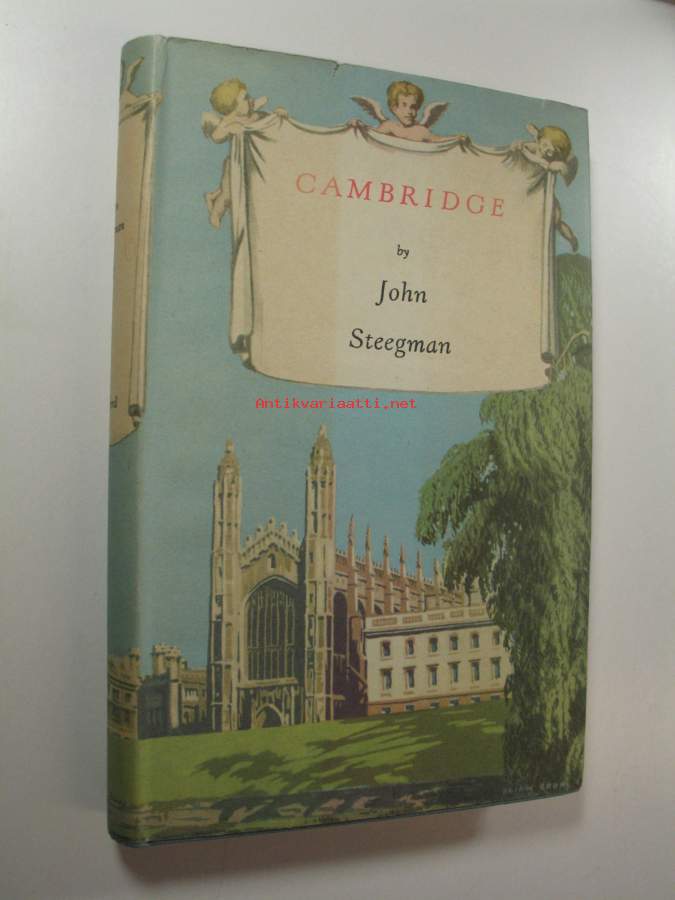 CAMBRIDGE
by
John
Steegman
Antikvariaatti.net